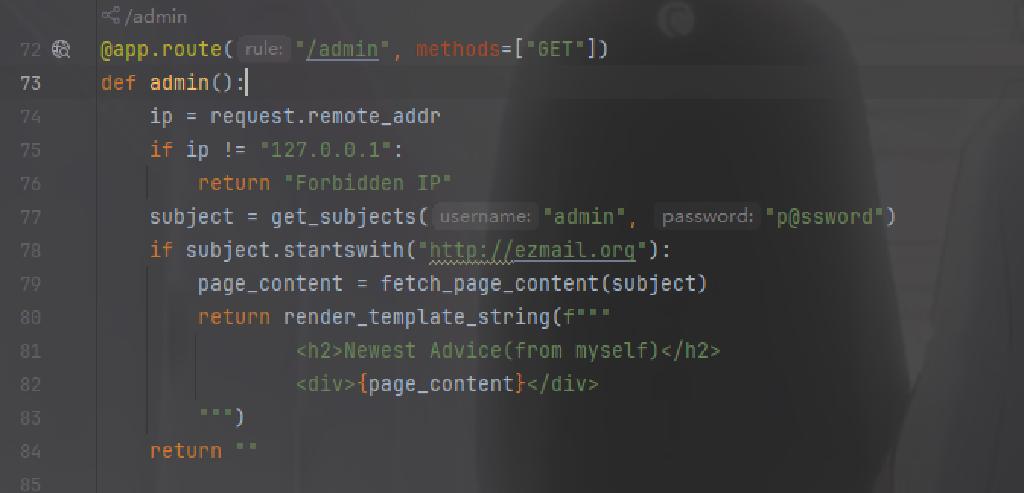 /admin
72 @app.route( rule: "/admin", methods=["GET"])
73 def admin():
74 ip = request.remote_addr
75 if ip != "127.0.0.1":
76 return "Forbidden IP"
77 subject = get_subjects( username: "admin", password: "p@ssword")
78 if subject.startswith("http://ezmail.org"):
79 page_content = fetch_page_content(subject)
80 return render_template_string(f"""
81 <h2>Newest Advice(from myself)</h2>
82 <div>{page_content}</div>
83 """)
84 return ""
85